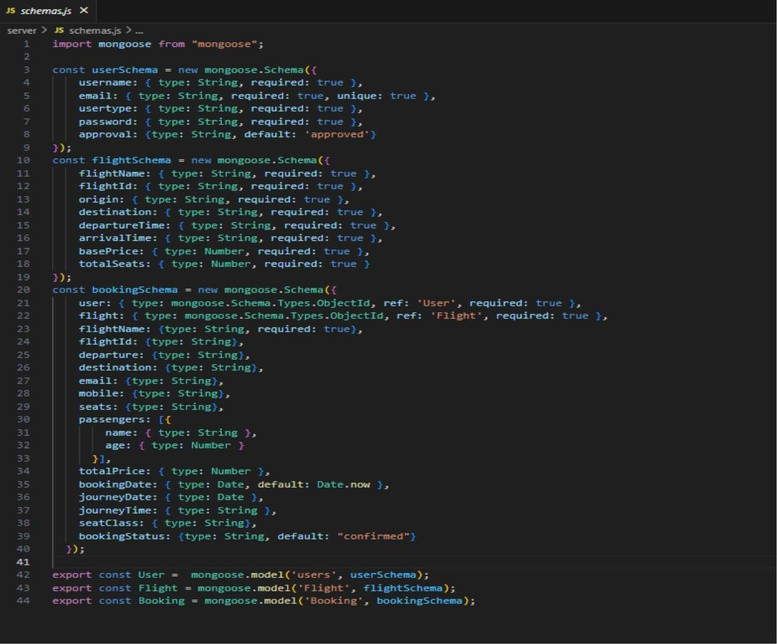 JS schemas.js ×
server > JS schemas.js > ...
1 import mongoose from "mongoose";
2
3 const userSchema = new mongoose.Schema({
4 username: { type: String, required: true },
5 email: { type: String, required: true, unique: true },
6 usertype: { type: String, required: true },
7 password: { type: String, required: true },
8 approval: {type: String, default: 'approved'}
9 });
10 const flightSchema = new mongoose.Schema({
11 flightName: { type: String, required: true },
12 flightId: { type: String, required: true },
13 origin: { type: String, required: true },
14 destination: { type: String, required: true },
15 departureTime: { type: String, required: true },
16 arrivalTime: { type: String, required: true },
17 basePrice: { type: Number, required: true },
18 totalSeats: { type: Number, required: true }
19 });
20 const bookingSchema = new mongoose.Schema({
21 user: { type: mongoose.Schema.Types.ObjectId, ref: 'User', required: true },
22 flight: { type: mongoose.Schema.Types.ObjectId, ref: 'Flight', required: true },
23 flightName: {type: String, required: true},
24 flightId: {type: String},
25 departure: {type: String},
26 destination: {type: String},
27 email: {type: String},
28 mobile: {type: String},
29 seats: {type: String},
30 passengers: [{
31 name: { type: String },
32 age: { type: Number }
33 }],
34 totalPrice: { type: Number },
35 bookingDate: { type: Date, default: Date.now },
36 journeyDate: { type: Date },
37 journeyTime: { type: String },
38 seatClass: { type: String},
39 bookingStatus: {type: String, default: "confirmed"}
40 });
41
42 export const User = mongoose.model('users', userSchema);
43 export const Flight = mongoose.model('Flight', flightSchema);
44 export const Booking = mongoose.model('Booking', bookingSchema);